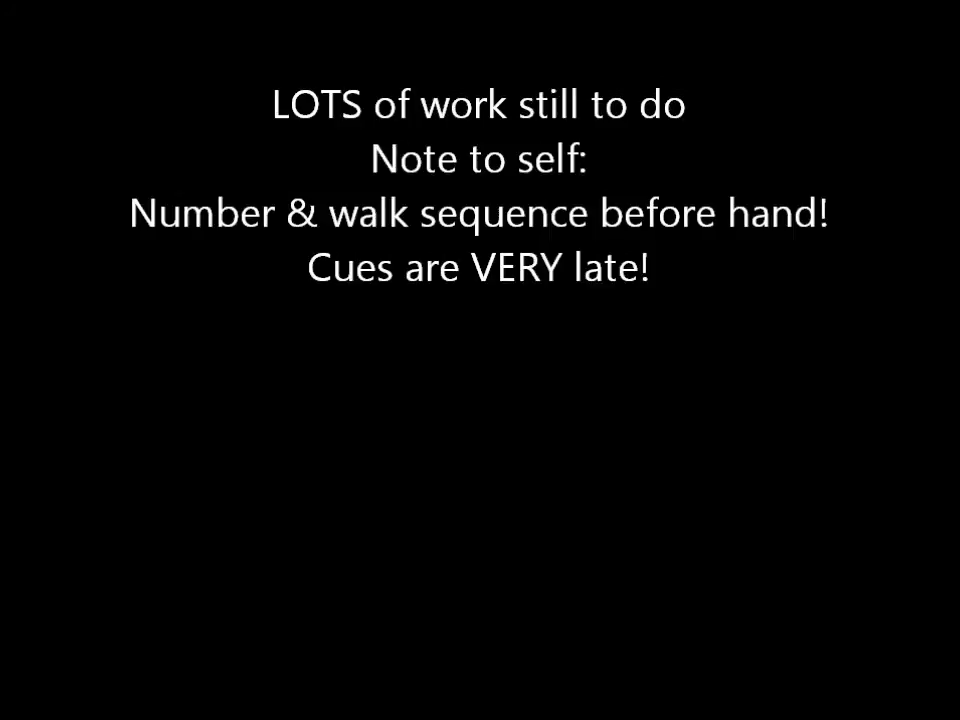 LOTS of work still to do
Note to self:
Number & walk sequence before hand!
Cues are VERY late!